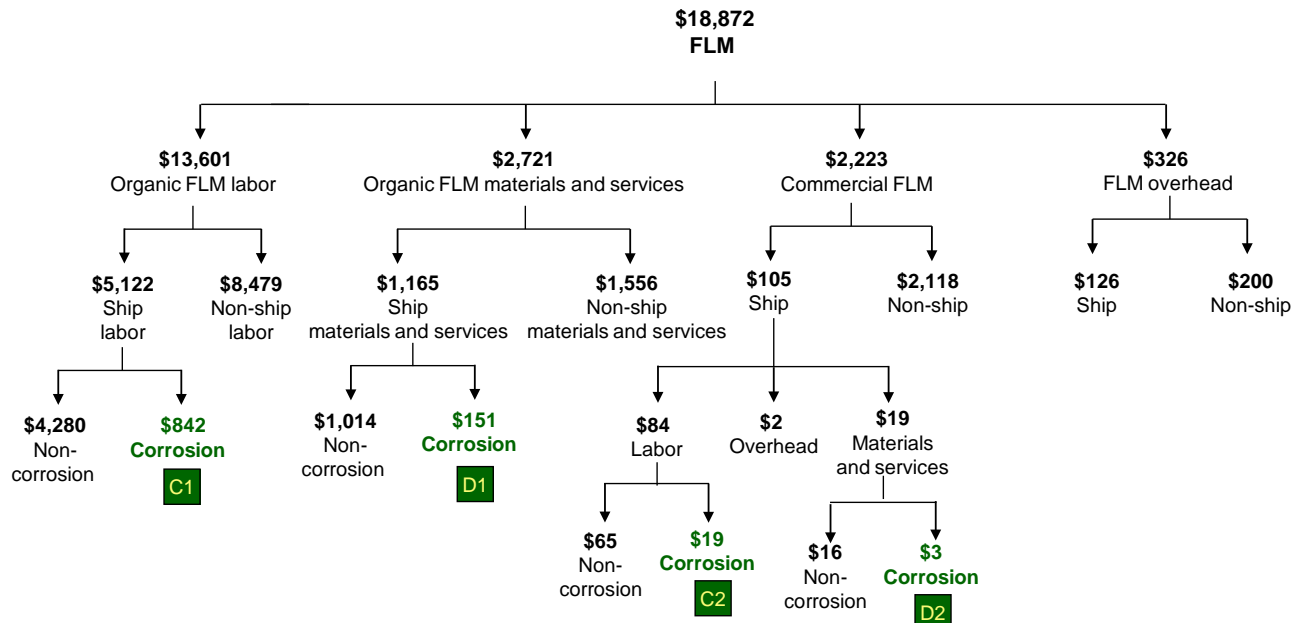 $18,872
FLM
$13,601
Organic FLM labor
$2,721
Organic FLM materials and services
$2,223
Commercial FLM
$326
FLM overhead
$5,122
Ship
labor
$8,479
Non-ship
labor
$1,165
Ship
materials and services
$1,556
Non-ship
materials and services
$105
Ship
$2,118
Non-ship
$126
Ship
$200
Non-ship
$4,280
Non-
corrosion
$842
Corrosion
C1
$1,014
Non-
corrosion
$151
Corrosion
D1
$84
Labor
$2
Overhead
$19
Materials
and services
$65
Non-
corrosion
$19
Corrosion
C2
$16
Non-
corrosion
$3
Corrosion
D2